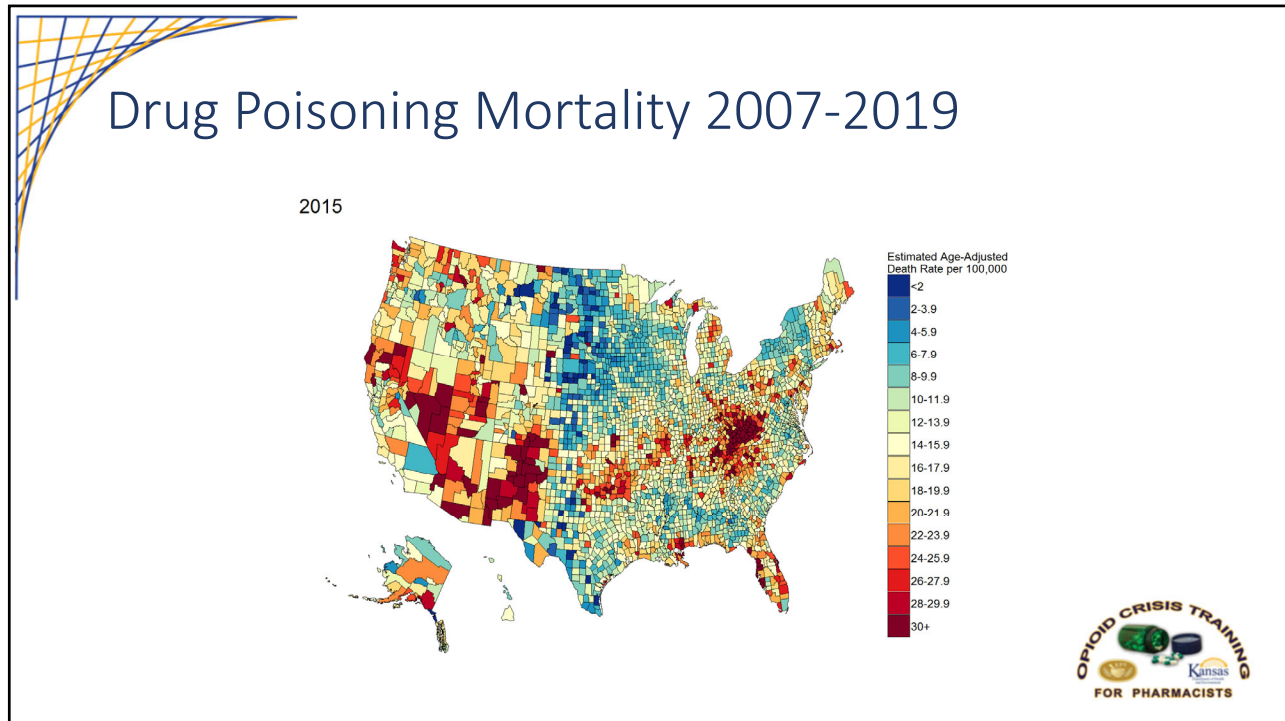 Drug Poisoning Mortality 2007-2019
2015
Estimated Age-Adjusted
Death Rate per 100,000
<2
2-3.9
4-5.9
6-7.9
8-9.9
10-11.9
12-13.9
14-15.9
16-17.9
18-19.9
20-21.9
22-23.9
24-25.9
26-27.9
28-29.9
30+
OPIOID CRISIS TRAINING
Kansas
FOR PHARMACISTS